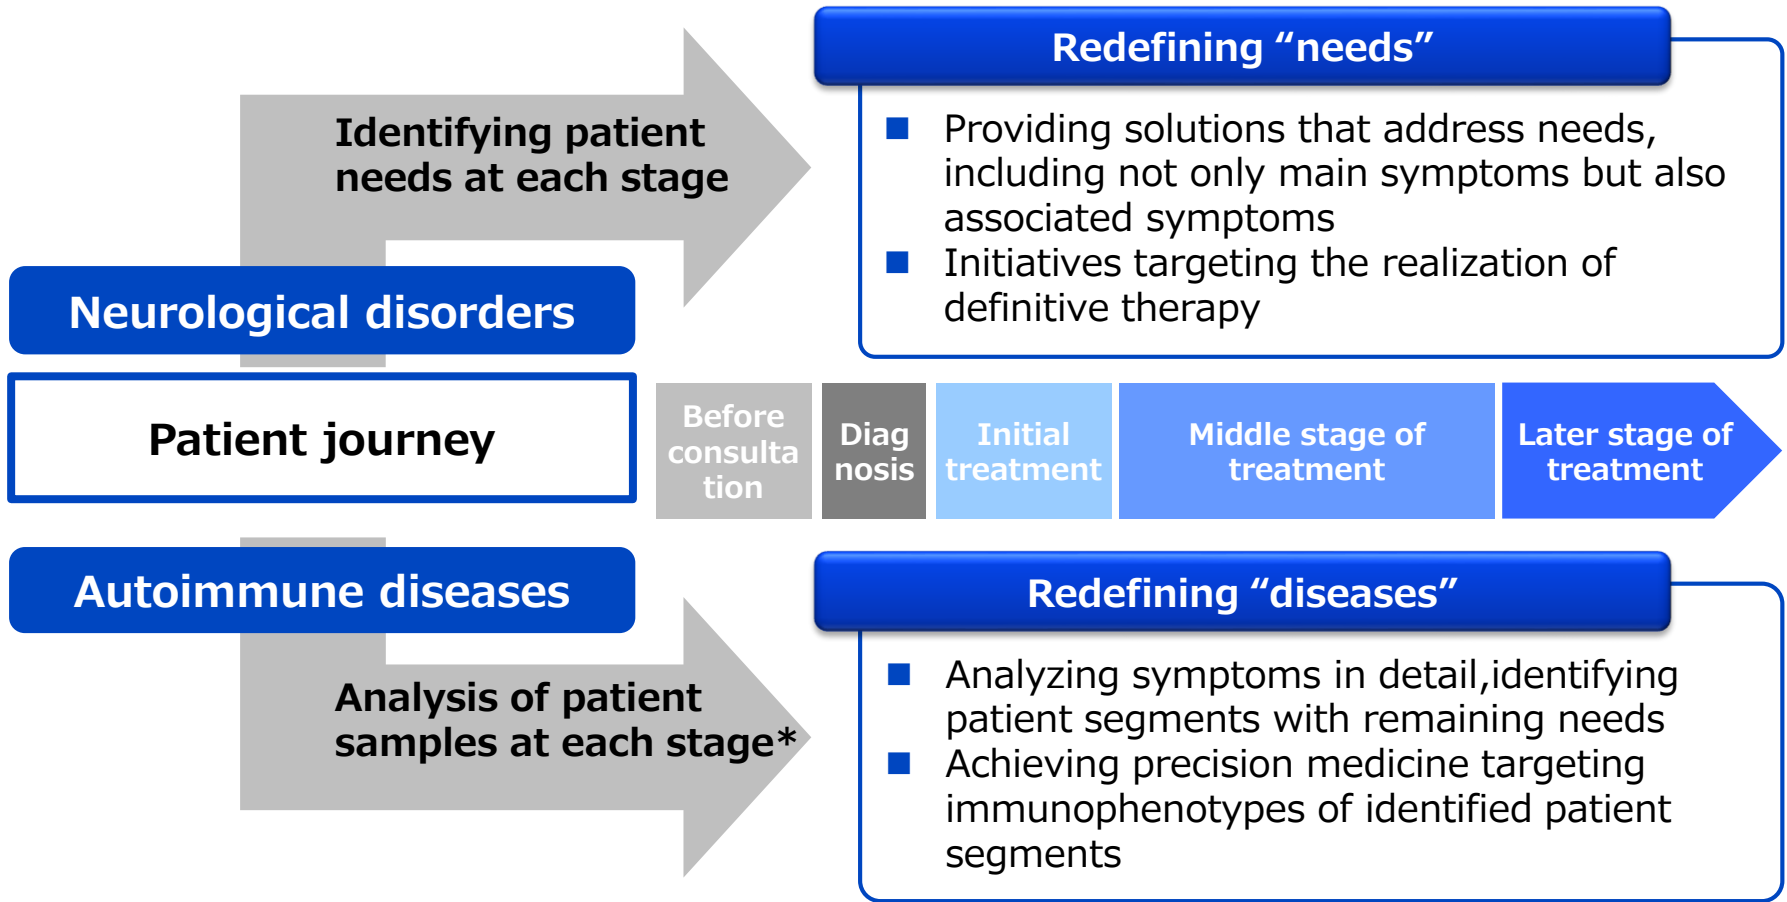 Redefining “needs”
Identifying patient
needs at each stage
■ Providing solutions that address needs,
including not only main symptoms but also
associated symptoms
■ Initiatives targeting the realization of
definitive therapy
Neurological disorders
Patient journey
Before
consulta
tion
Diag
nosis
Initial
treatment
Middle stage of
treatment
Later stage of
treatment
Autoimmune diseases
Redefining “diseases”
Analysis of patient
samples at each stage*
■ Analyzing symptoms in detail,identifying
patient segments with remaining needs
■ Achieving precision medicine targeting
immunophenotypes of identified patient
segments